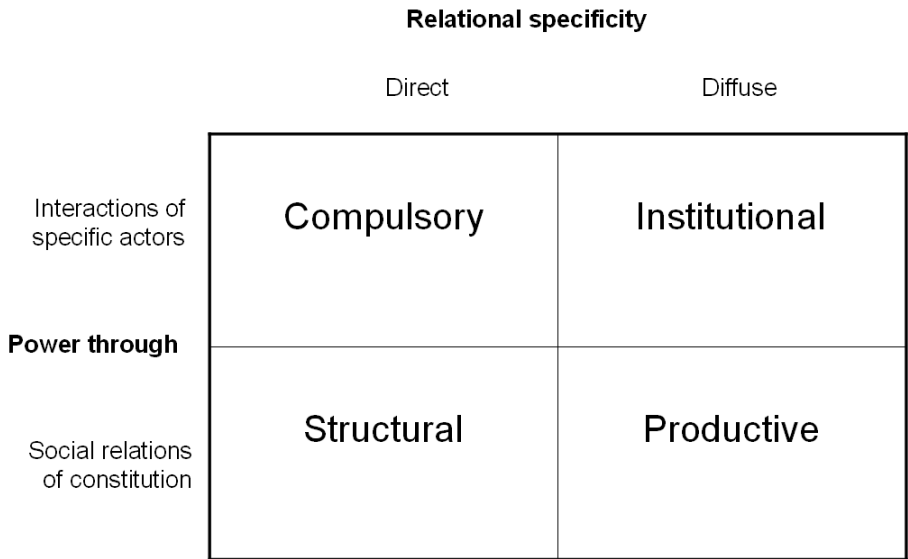 Relational specificity
Direct
Diffuse
Interactions of
specific actors
Compulsory
Institutional
Power through
Structural
Productive
Social relations
of constitution